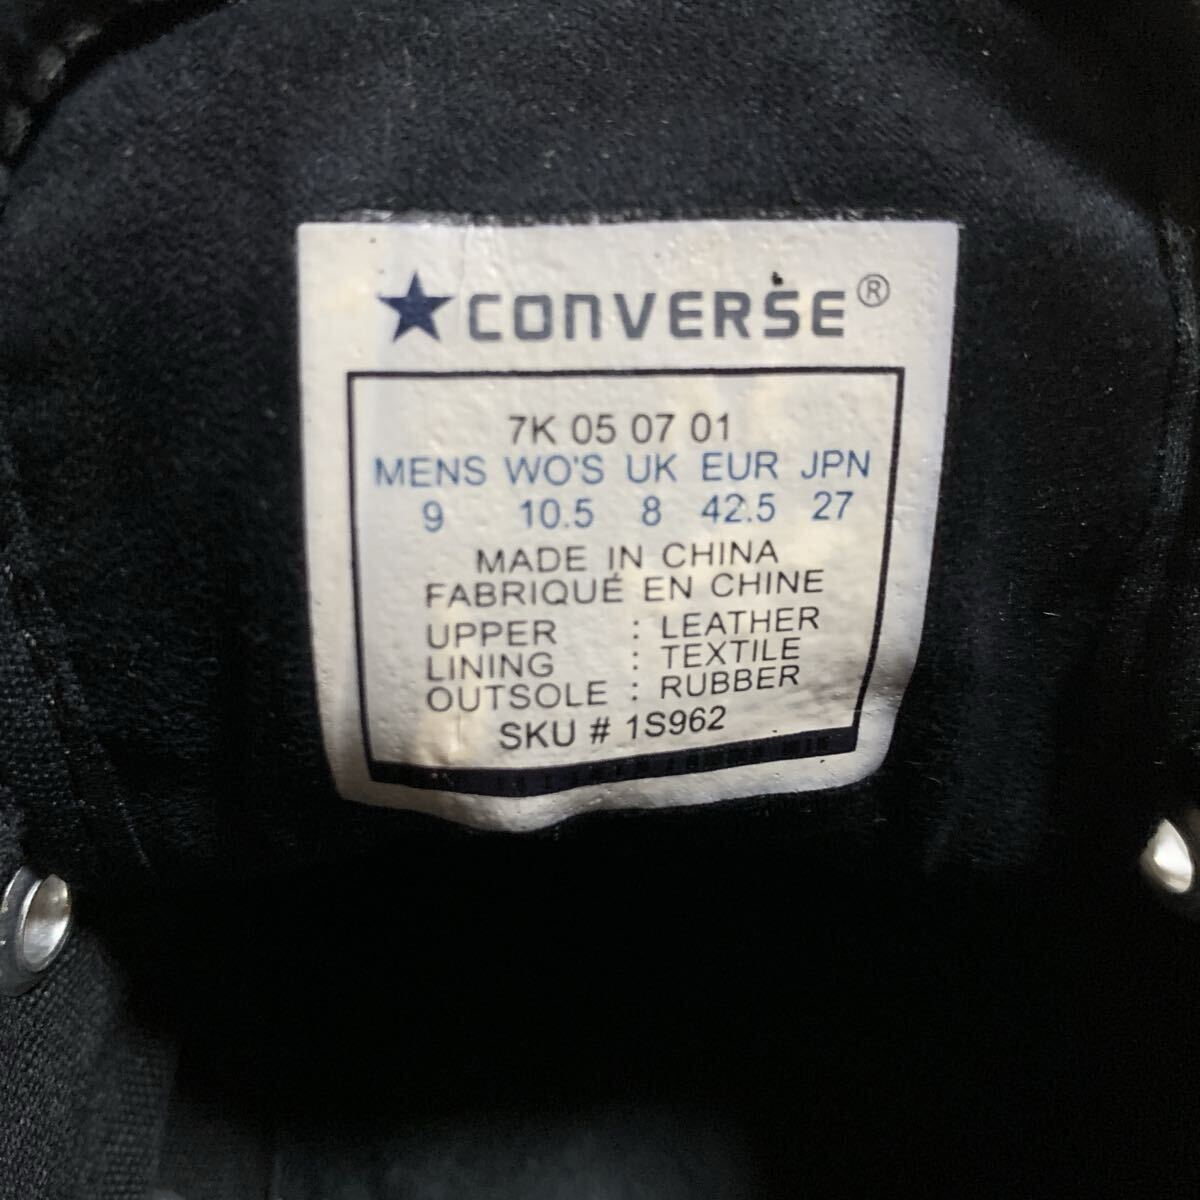 ★CONVERSE®
7K 05 07 01
MENS WO'S UK EUR JPN
9 10.5 8 42.5 27
MADE IN CHINA
FABRIQUÉ EN CHINE
UPPER : LEATHER
LINING : TEXTILE
OUTSOLE : RUBBER
SKU # 1S962